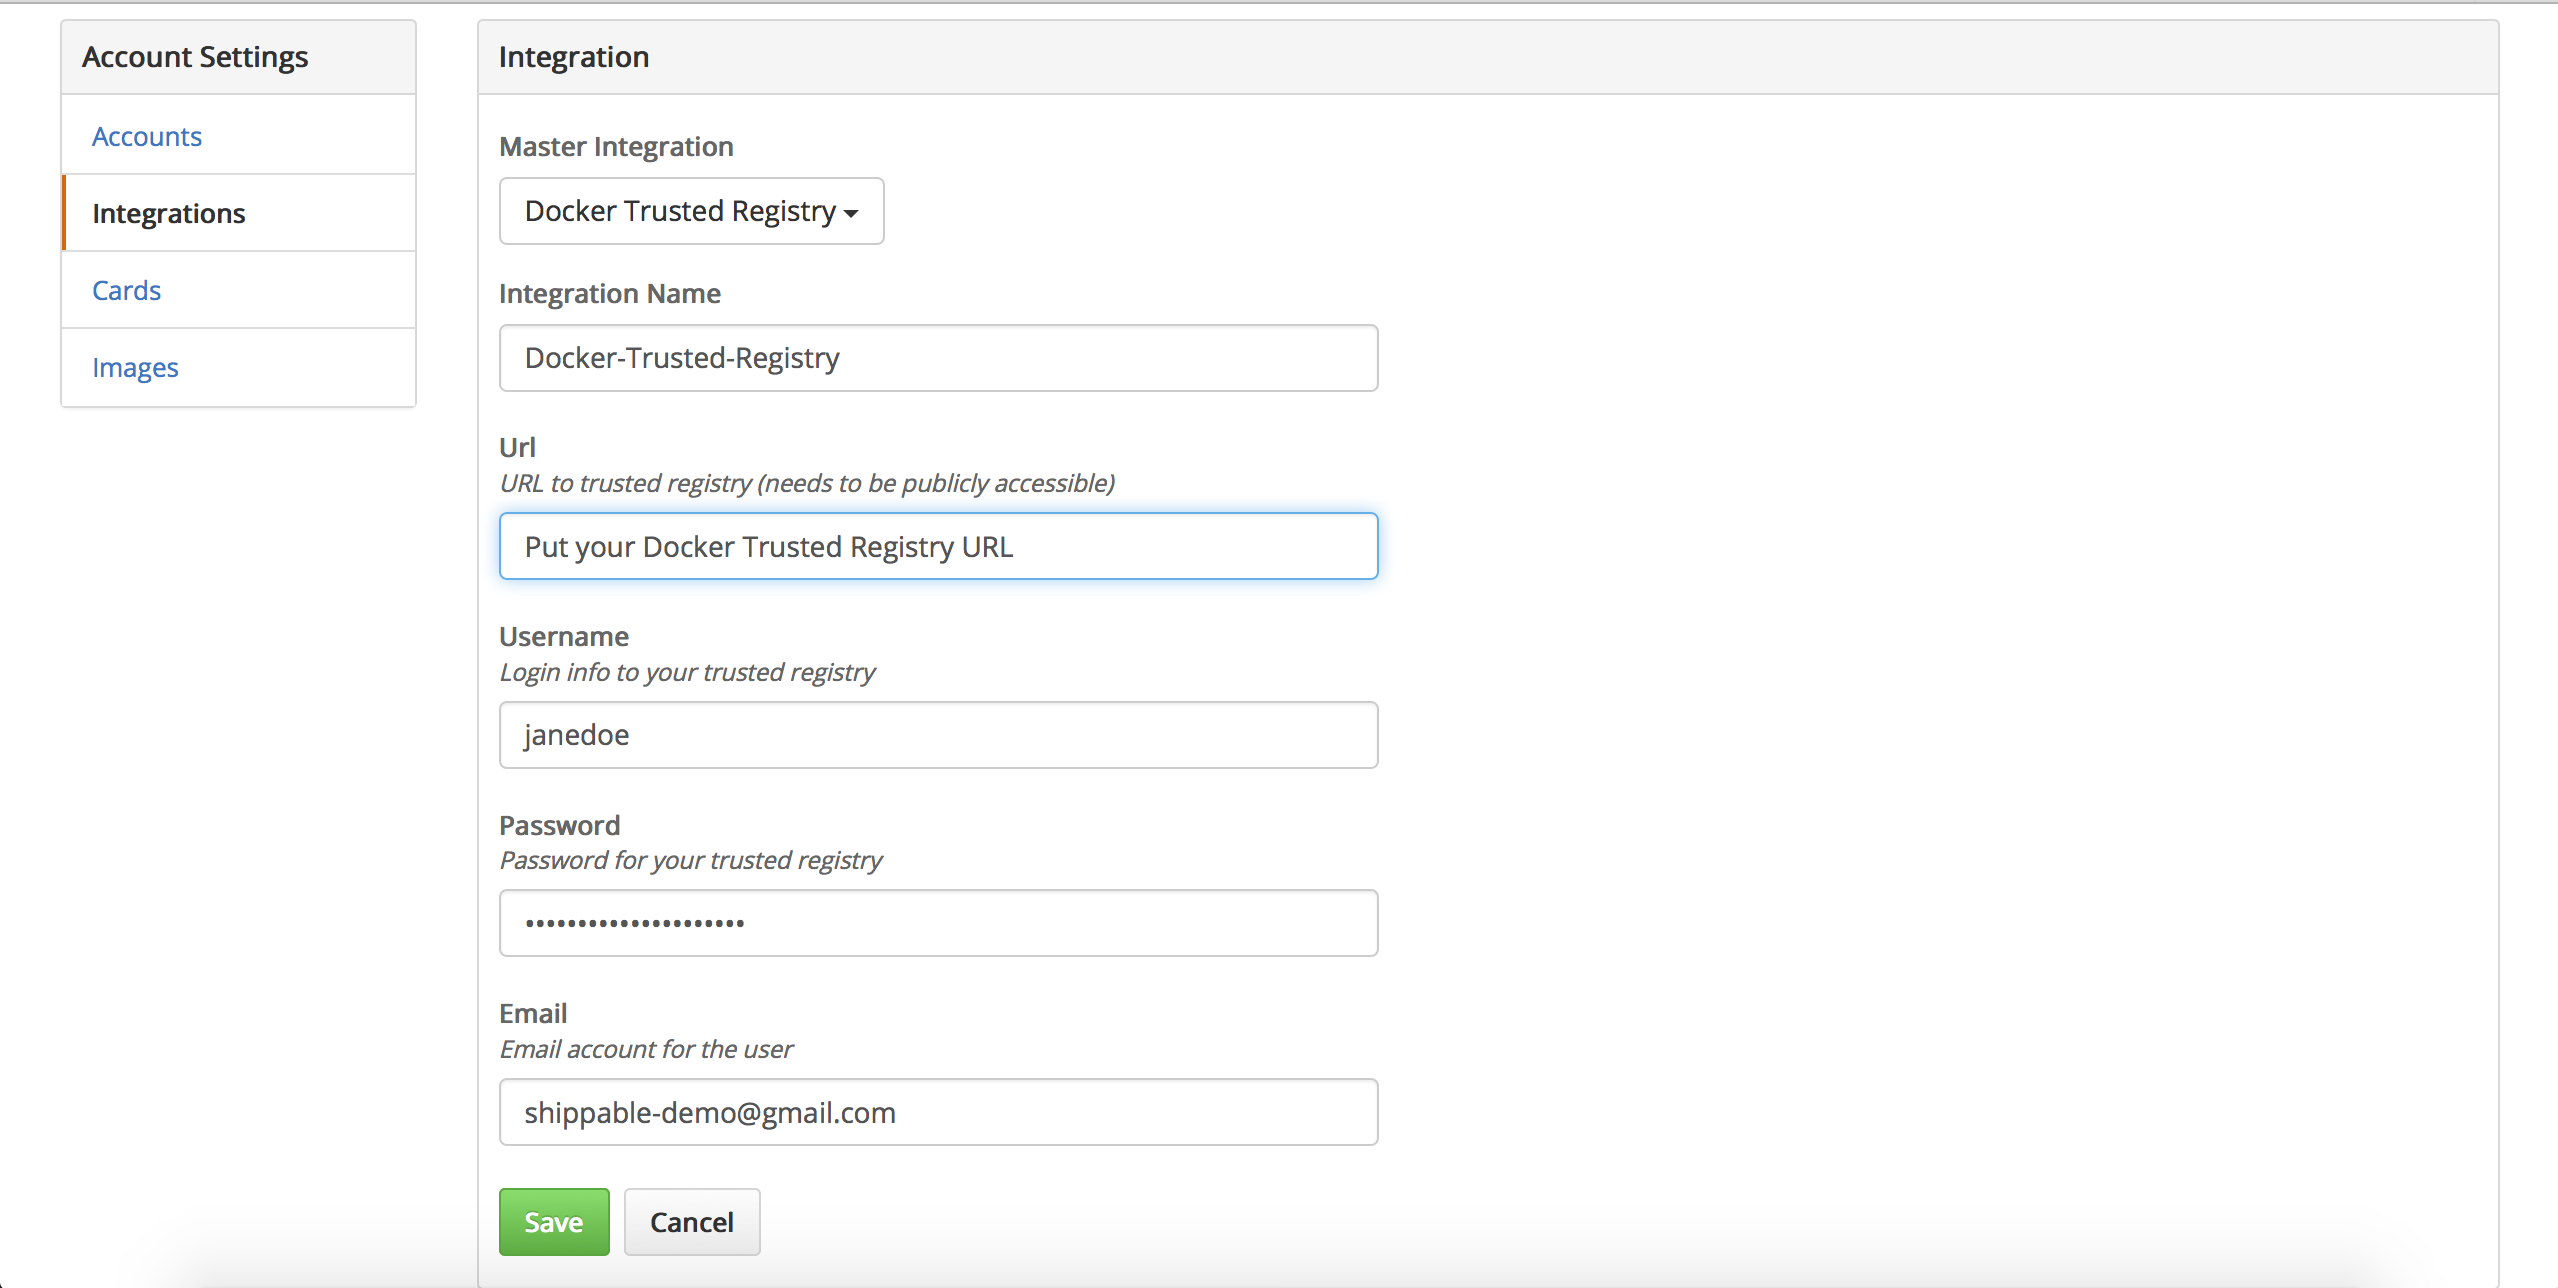 Account Settings
Accounts
Integrations
Cards
Images
Integration
Master Integration
Docker Trusted Registry
Integration Name
Docker-Trusted-Registry
Url
URL to trusted registry (needs to be publicly accessible)
Put your Docker Trusted Registry URL
Username
Login info to your trusted registry
janedoe
Password
Password for your trusted registry
•••••••••••••••••••••
Email
Email account for the user
shippable-demo@gmail.com
Save
Cancel